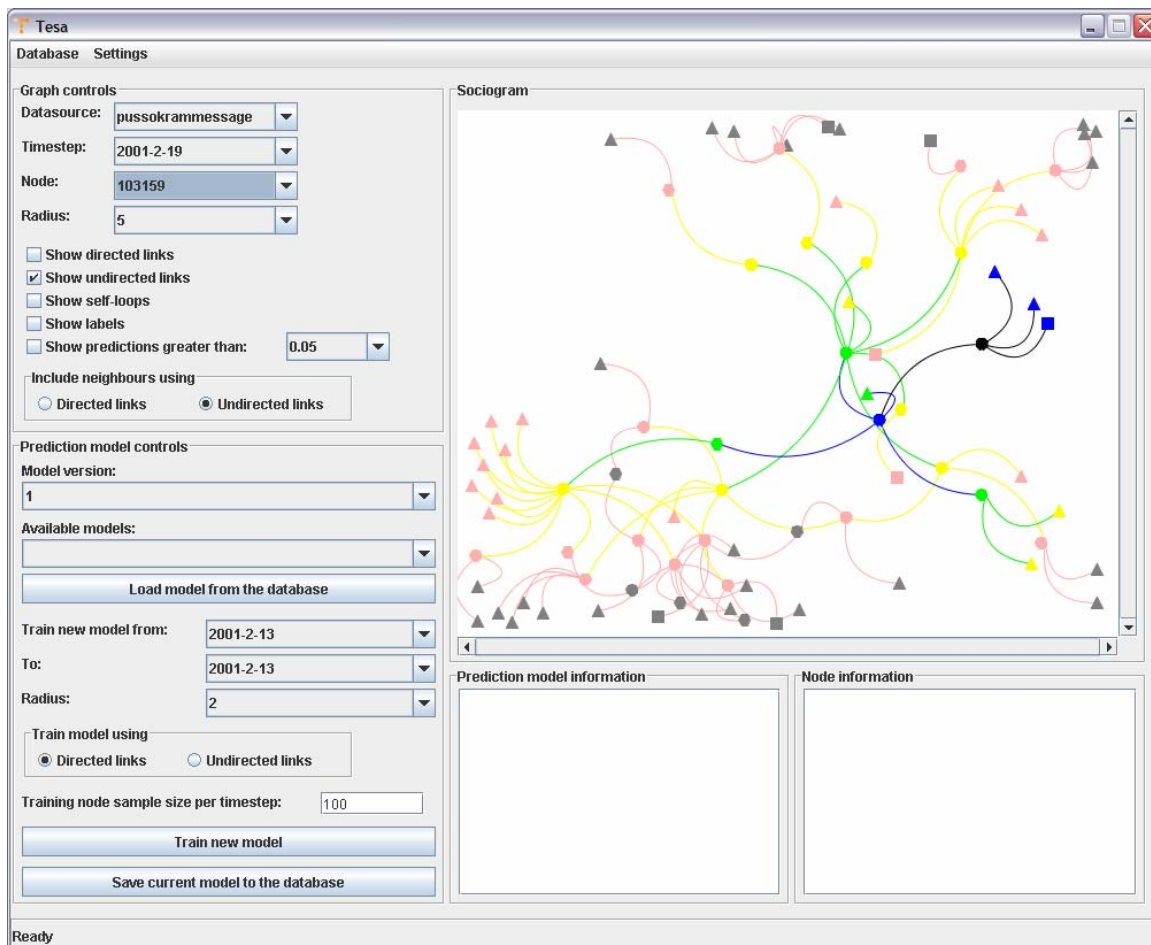 Tesa
Database Settings
Graph controls
Datasource: pussokrammessage
Timestep: 2001-2-19
Node: 103159
Radius: 5
Show directed links
Show undirected links
Show self-loops
Show labels
Show predictions greater than: 0.05
Include neighbours using
Directed links Undirected links
Prediction model controls
Model version:
1
Available models:
Load model from the database
Train new model from: 2001-2-13
To: 2001-2-13
Radius: 2
Train model using
Directed links Undirected links
Training node sample size per timestep: 100
Train new model
Save current model to the database
Sociogram
Prediction model information
Node information
Ready